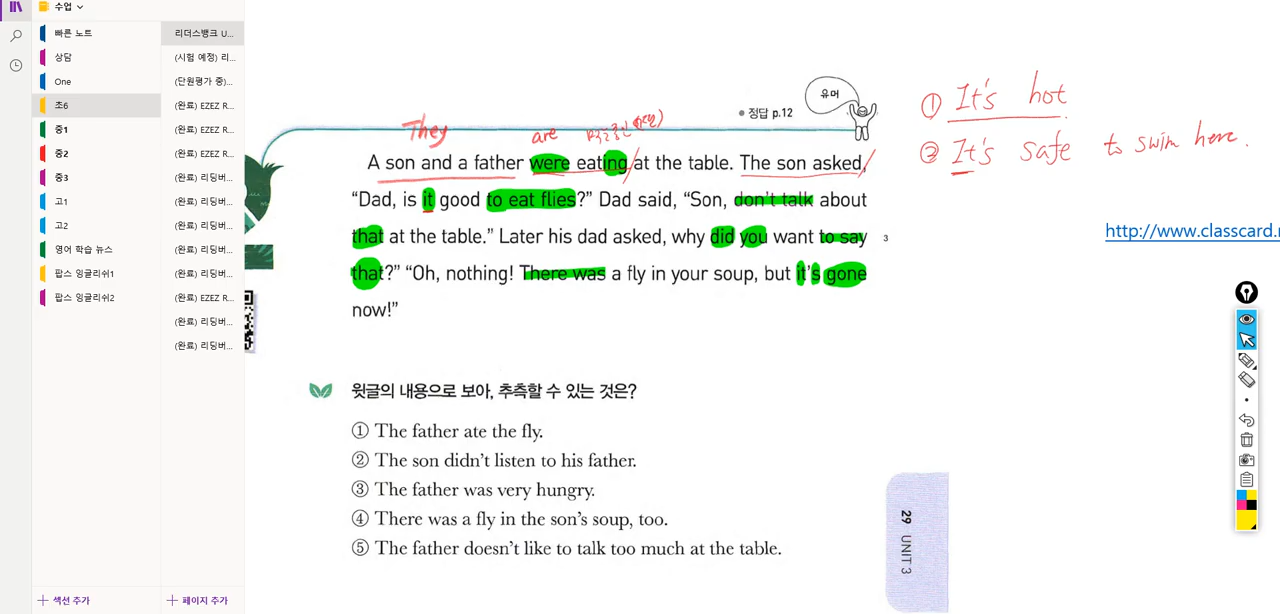 수업
빠른 노트
상담
One
초6
중1
중2
중3
고1
고2
영어 학습 뉴스
팝스 잉글리쉬1
팝스 잉글리쉬2
색션 추가
리더스뱅크 U...
(시험 예정) 리...
(단원평가 중)...
(완료) EZEZ R...
(완료) EZEZ R...
(완료) EZEZ R...
(완료) 리딩버...
(완료) 리딩버...
(완료) 리딩버...
(완료) 리딩버...
(완료) 리딩버...
(완료) EZEZ R...
(완료) 리딩버...
(완료) 리딩버...
페이지 추가
유머
정답 p.12
They
are
A son and a father were eating at the table. The son asked,
“Dad, is it good to eat flies?” Dad said, “Son, don’t talk about
that at the table.” Later his dad asked, why did you want to say
3
that?” “Oh, nothing! There was a fly in your soup, but it’s gone
now!”
① It's hot.
② It's safe to swim here.
http://www.classcard.
윗글의 내용으로 보아, 추측할 수 있는 것은?
① The father ate the fly.
② The son didn’t listen to his father.
③ The father was very hungry.
④ There was a fly in the son’s soup, too.
⑤ The father doesn’t like to talk too much at the table.
29 UNIT 3